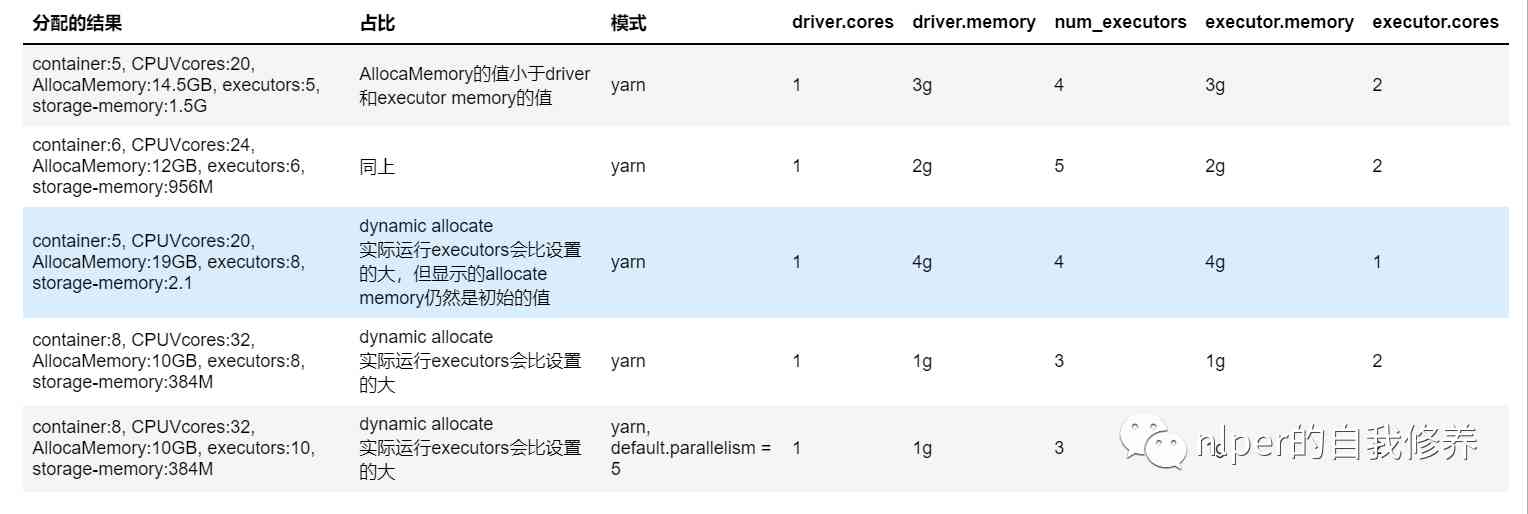 分配的结果 占比 模式 driver.cores driver.memory num_executors executor.memory executor.cores
container:5, CPUVcores:20,
AllocaMemory:14.5GB, executors:5,
storage-memory:1.5G
AllocaMemory的值小于driver
和executor memory的值
yarn
1
3g
4
3g
2
container:6, CPUVcores:24,
AllocaMemory:12GB, executors:6,
storage-memory:956M
同上
yarn
1
2g
5
2g
2
container:5, CPUVcores:20,
AllocaMemory:19GB, executors:8,
storage-memory:2.1
dynamic allocate
实际运行executors会比设置
的大，但显示的allocate
memory仍然是初始的值
yarn
1
4g
4
4g
1
container:8, CPUVcores:32,
AllocaMemory:10GB, executors:8,
storage-memory:384M
dynamic allocate
实际运行executors会比设置
的大
yarn
1
1g
3
1g
2
container:8, CPUVcores:32,
AllocaMemory:10GB, executors:10,
storage-memory:384M
dynamic allocate
实际运行executors会比设置
的大
yarn,
default.parallelism =
5
1
1g
3
nlper的自我修养